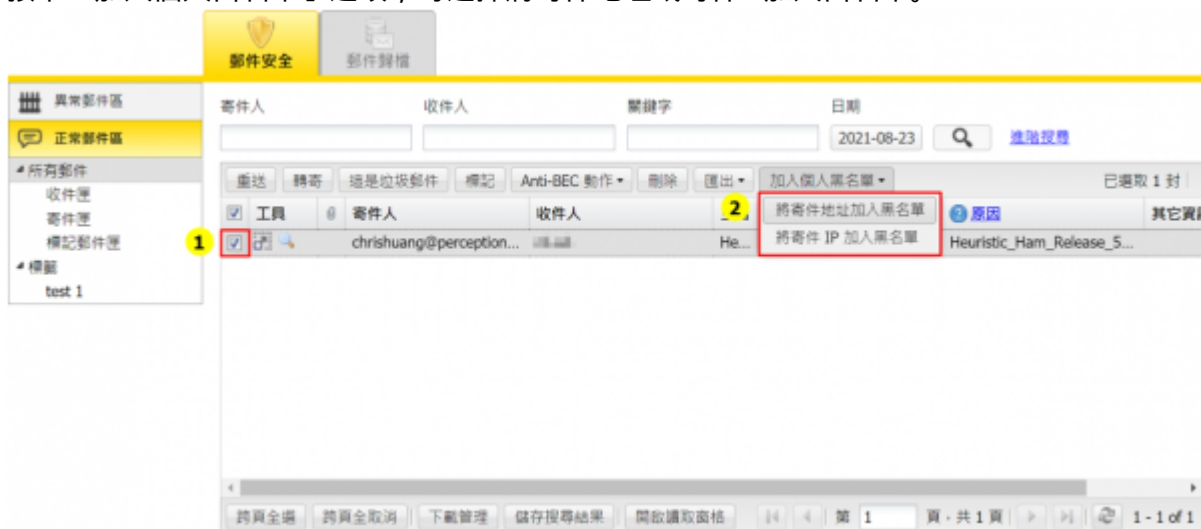 郵件安全
郵件歸檔
異常郵件區
寄件人 收件人 關鍵字 日期
正常郵件區
2021-08-23 進階搜尋
所有郵件
重送 轉寄 這是垃圾郵件 標記 Anti-BEC 動作 刪除 匯出 加入個人黑名單 已選取 1 封
收件匣
工具 寄件人 收件人 2 將寄件地址加入黑名單 原因
寄件匣
標記郵件匣 1 chrishuang@perception... He... 將寄件 IP 加入黑名單 Heuristic_Ham_Release_5...
標籤
test 1
跨頁全選 跨頁全取消 下載管理 儲存搜尋結果 開啟讀取窗格 第 1 頁,共 1 頁 1 - 1 of 1